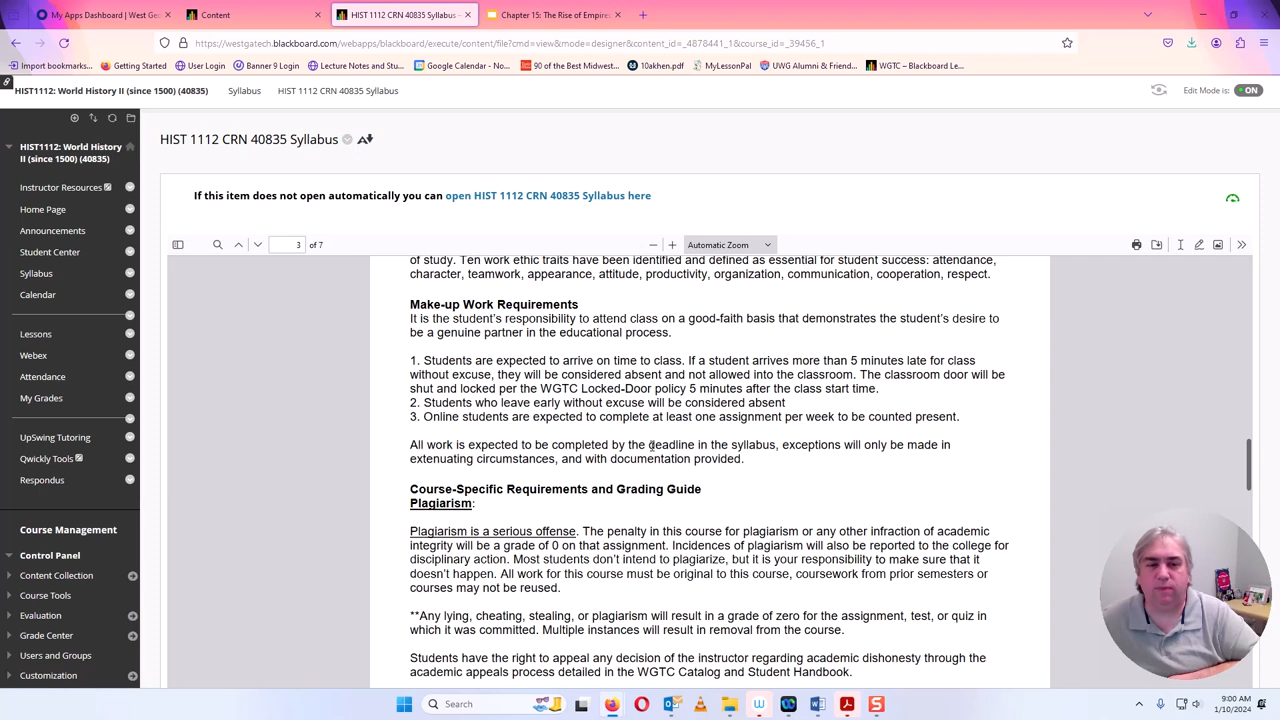 My Apps Dashboard | West Geo
Content
HIST 1112 CRN 40835 Syllabus –
Chapter 15: The Rise of Empires
https://westgatech.blackboard.com/webapps/blackboard/execute/content/file?cmd=view&mode=designer&content_id=_4878441_1&course_id=_39456_1
Import bookmarks... Getting Started User Login Banner 9 Login Lecture Notes and Stu... Google Calendar - No... 90 of the Best Midwest... 10akhen.pdf MyLessonPal UWG Alumni & Friend... WGTC – Blackboard Le...
HIST1112: World History II (since 1500) (40835) Syllabus HIST 1112 CRN 40835 Syllabus Edit Mode is: ON
HIST1112: World History
II (since 1500) (40835)
Instructor Resources
Home Page
Announcements
Student Center
Syllabus
Calendar
Lessons
Webex
Attendance
My Grades
UpSwing Tutoring
Qwickly Tools
Respondus
Course Management
Control Panel
Content Collection
Course Tools
Evaluation
Grade Center
Users and Groups
Customization
HIST 1112 CRN 40835 Syllabus
If this item does not open automatically you can open HIST 1112 CRN 40835 Syllabus here
3 of 7 Automatic Zoom
of study. Ten work ethic traits have been identified and defined as essential for student success: attendance,
character, teamwork, appearance, attitude, productivity, organization, communication, cooperation, respect.
Make-up Work Requirements
It is the student's responsibility to attend class on a good-faith basis that demonstrates the student's desire to
be a genuine partner in the educational process.
1. Students are expected to arrive on time to class. If a student arrives more than 5 minutes late for class
without excuse, they will be considered absent and not allowed into the classroom. The classroom door will be
shut and locked per the WGTC Locked-Door policy 5 minutes after the class start time.
2. Students who leave early without excuse will be considered absent
3. Online students are expected to complete at least one assignment per week to be counted present.
All work is expected to be completed by the deadline in the syllabus, exceptions will only be made in
extenuating circumstances, and with documentation provided.
Course-Specific Requirements and Grading Guide
Plagiarism:
Plagiarism is a serious offense. The penalty in this course for plagiarism or any other infraction of academic
integrity will be a grade of 0 on that assignment. Incidences of plagiarism will also be reported to the college for
disciplinary action. Most students don't intend to plagiarize, but it is your responsibility to make sure that it
doesn't happen. All work for this course must be original to this course, coursework from prior semesters or
courses may not be reused.
**Any lying, cheating, stealing, or plagiarism will result in a grade of zero for the assignment, test, or quiz in
which it was committed. Multiple instances will result in removal from the course.
Students have the right to appeal any decision of the instructor regarding academic dishonesty through the
academic appeals process detailed in the WGTC Catalog and Student Handbook.
Search
9:00 AM
1/10/2024